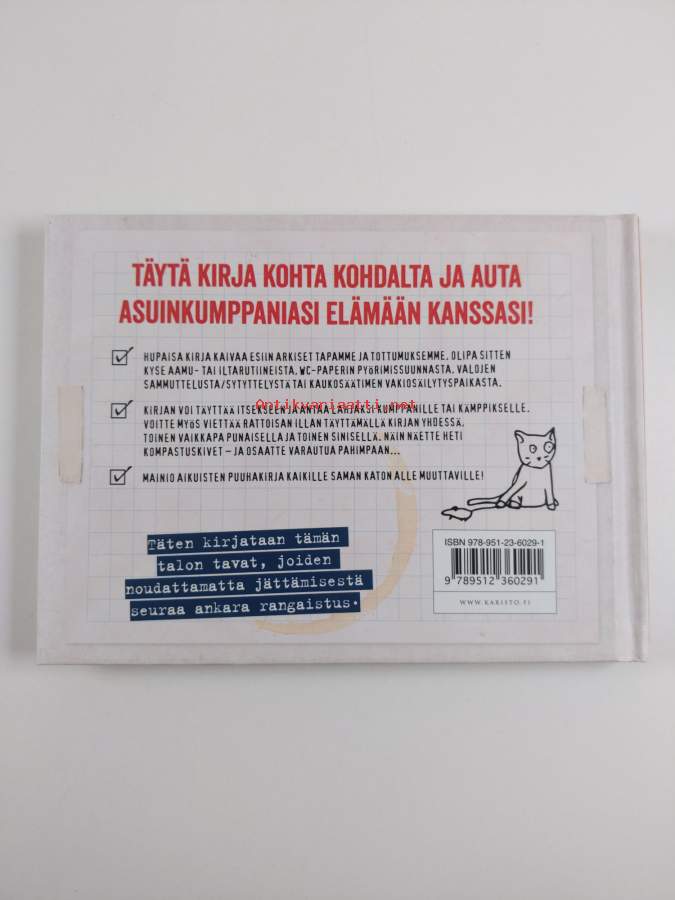 TÄYTÄ KIRJA KOHTA KOHDALTA JA AUTA
ASUINKUMPPANIASI ELÄMÄÄN KANSSASI!
HUPAISA KIRJA KAIVAA ESIIN ARKISET TAPAMME JA TOTTUMUKSEMME, OLIPA SITTEN
KYSE AAMU- TAI ILTARUTIINEISTA, WC-PAPERIN PYÖRIMISSUUNNASTA, VALOJEN
SAMMUTTELUSTA/SYTYTTELYSTÄ TAI KAUKOSÄÄTIMEN VAKIOSÄILYTYSPAIKASTA.
Antikvariaatti.net
KIRJAN VOI TÄYTTÄÄ ITSEKSEEN JA ANTAA LAHJAKSI KUMPPANILLE TAI KÄMPPIKSELLE.
VOITTE MYÖS VIETTÄÄ RATTOISAN ILLAN TÄYTTÄMÄLLÄ KIRJAN YHDESSÄ,
TOINEN VAIKKAPA PUNAISELLA JA TOINEN SINISELLÄ. NÄIN NÄETTE HETI
KOMPASTUSKIVET – JA OSAATTE VARAUTUA PAHIMPAAN...
MAINIO AIKUISTEN PUUHAKIRJA KAIKILLE SAMAN KATON ALLE MUUTTAVILLE!
Täten kirjataan tämän
talon tavat, joiden
noudattamatta jättämisestä
seuraa ankara rangaistus.
ISBN 978-951-23-6029-1
9 789512 360291
WWW.KARISTO.FI